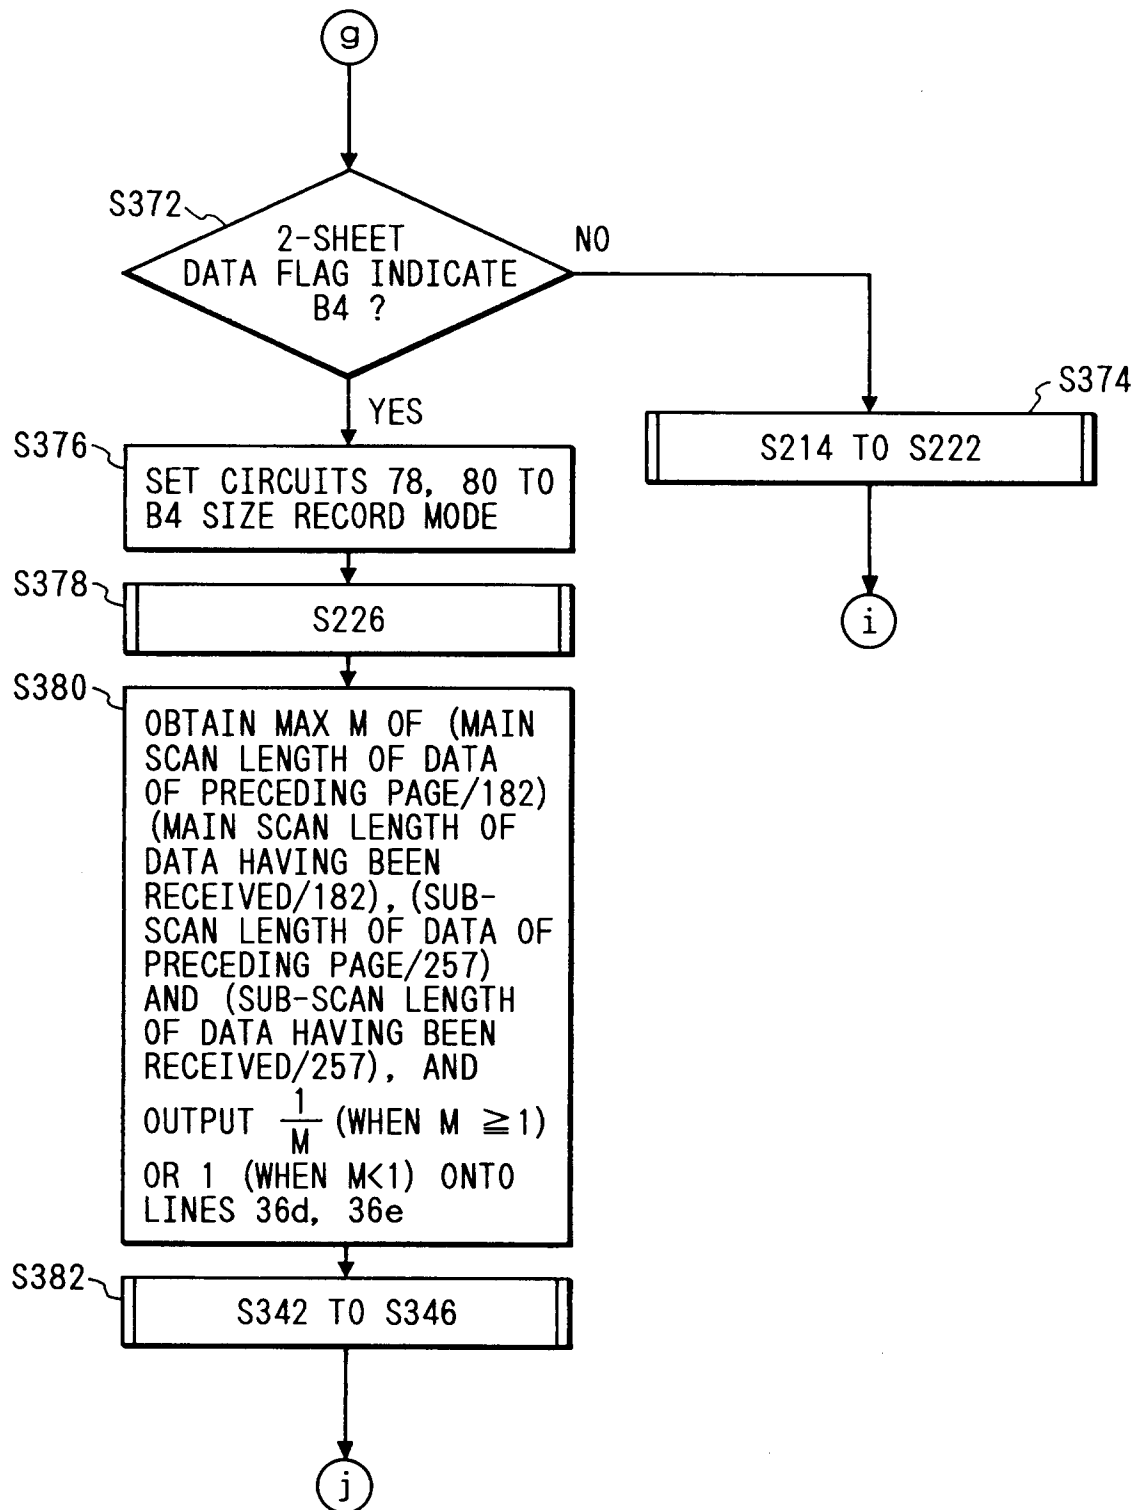 g
S372
2-SHEET
DATA FLAG INDICATE
B4 ?
NO
YES
S374
S214 TO S222
i
S376
SET CIRCUITS 78, 80 TO
B4 SIZE RECORD MODE
S378
S226
S380
OBTAIN MAX M OF (MAIN
SCAN LENGTH OF DATA
OF PRECEDING PAGE/182)
(MAIN SCAN LENGTH OF
DATA HAVING BEEN
RECEIVED/182), (SUB-
SCAN LENGTH OF DATA OF
PRECEDING PAGE/257)
AND (SUB-SCAN LENGTH
OF DATA HAVING BEEN
RECEIVED/257), AND
OUTPUT 1/M (WHEN M ≧1)
OR 1 (WHEN M<1) ONTO
LINES 36d, 36e
S382
S342 TO S346
j